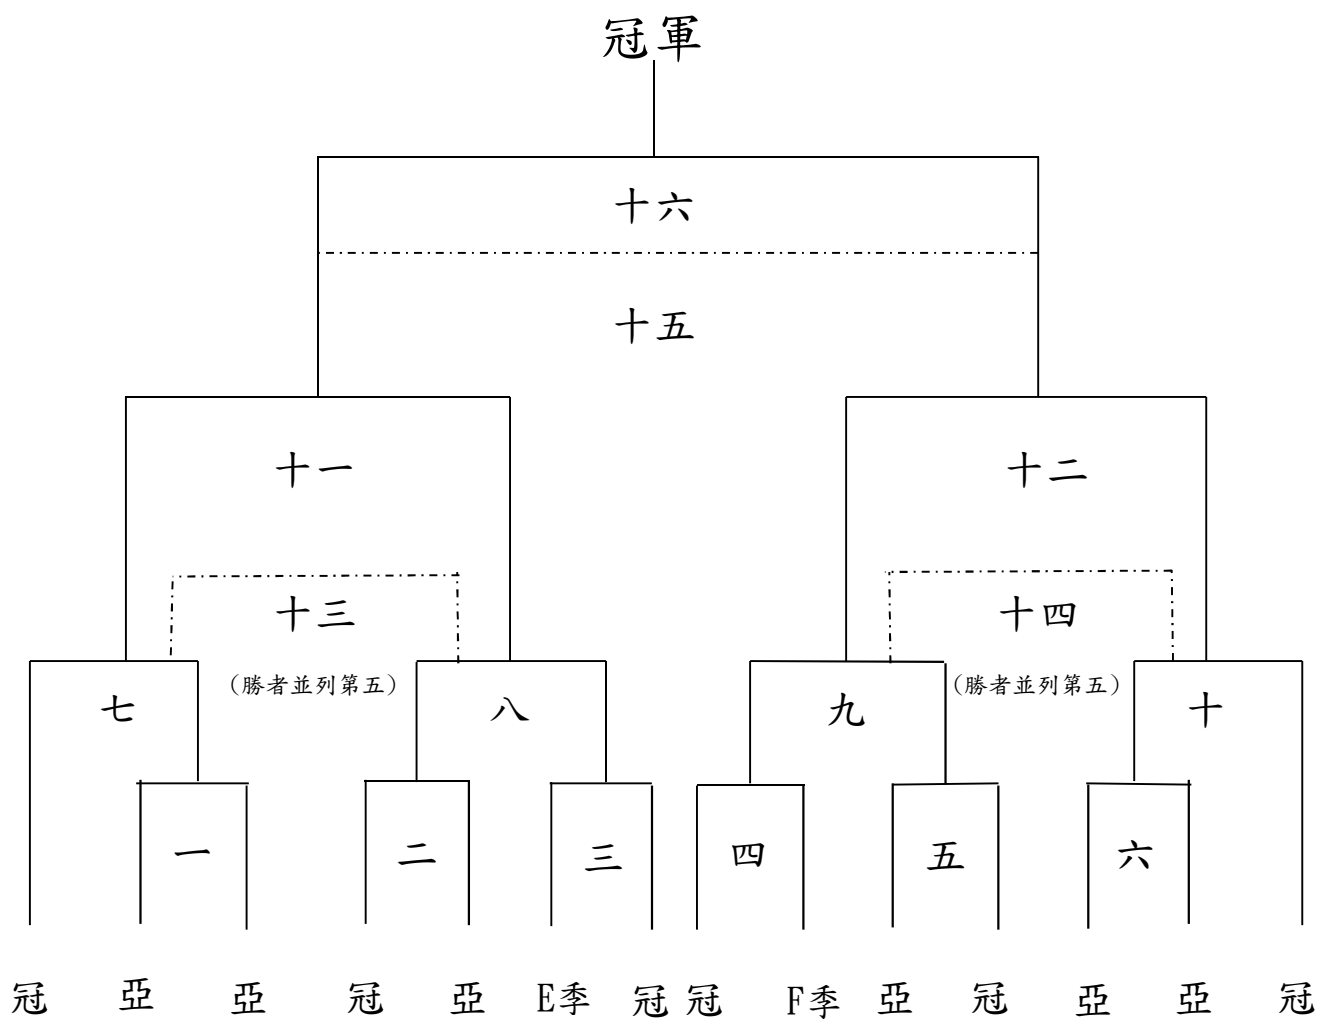 冠軍
十六
十五
十一 十二
十三 十四
(勝者並列第五) (勝者並列第五)
七 八 九 十
一 二 三 四 五 六
冠 亞 亞 冠 亞 E季 冠 冠 F季 亞 冠 亞 亞 冠